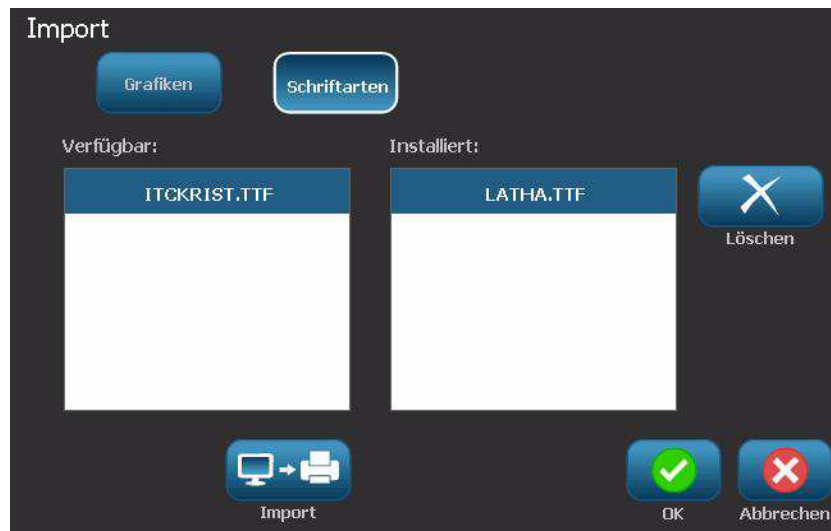 Import
Grafiken
Schriftarten
Verfügbar:
Installiert:
ITCKRIST.TTF
LATHA.TTF
Löschen
Import
OK
Abbrechen